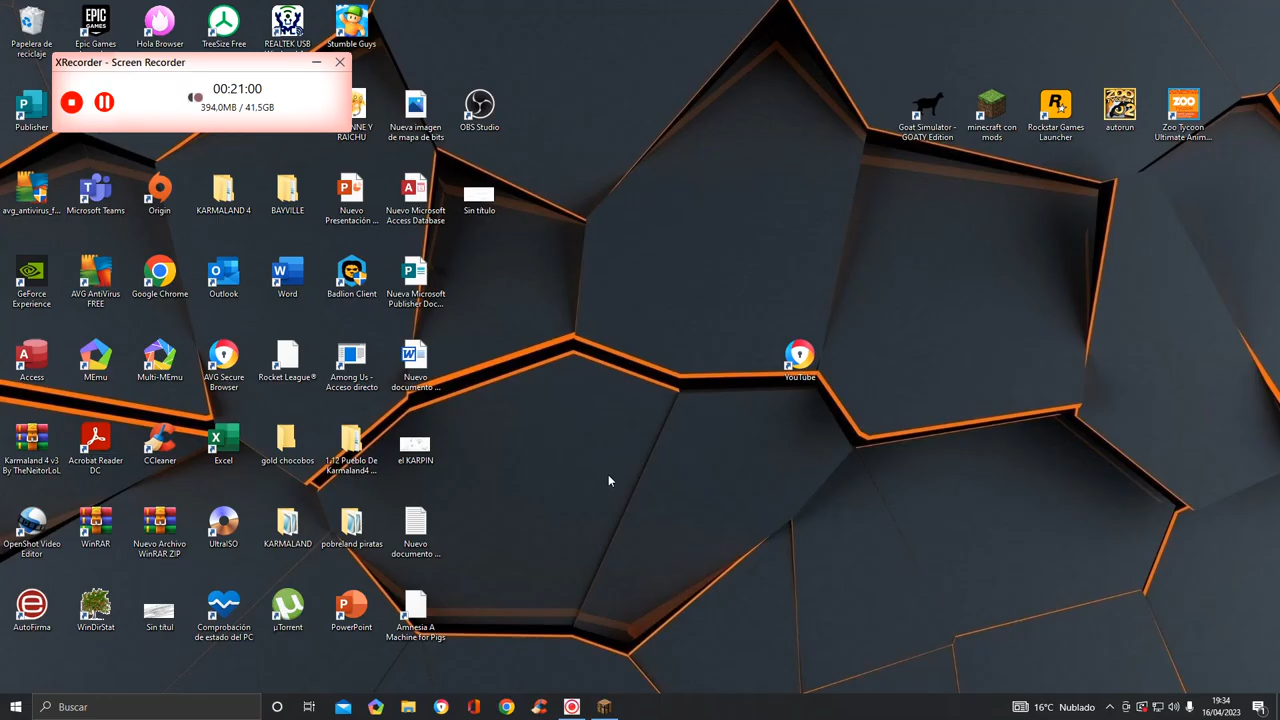 Papelera de
reciclaje
Epic Games
Hola Browser
TreeSize Free
REALTEK USB
Stumble Guys
XRecorder - Screen Recorder
00:21:00
394.0MB / 41.5GB
Publisher
RAICHU
Nueva imagen
de mapa de bits
OBS Studio
Goat Simulator -
GOATY Edition
minecraft con
mods
Rockstar Games
Launcher
autorun
Zoo Tycoon
Ultimate Anim...
avg_antivirus_f...
Microsoft Teams
Origin
KARMALAND 4
BAYVILLE
Nuevo
Presentación ...
Nuevo Microsoft
Access Database
Sin título
GeForce
Experience
AVG AntiVirus
FREE
Google Chrome
Outlook
Word
Badlion Client
Nueva Microsoft
Publisher Doc...
Access
MEmu
Multi-MEmu
AVG Secure
Browser
Rocket League®
Among Us -
Acceso directo
Nuevo
documento ...
YouTube
Karmaland 4 v3
By TheNeitorLoL
Acrobat Reader
DC
CCleaner
Excel
gold chocobos
1.12 Pueblo De
Karmaland4 ...
el KARPIN
OpenShot Video
Editor
WinRAR
Nuevo Archivo
WinRAR ZIP
UltraISO
KARMALAND
pobreland piratas
Nuevo
documento ...
AutoFirma
WinDirStat
Sin títul
Comprobación
de estado del PC
µTorrent
PowerPoint
Amnesia A
Machine for Pigs
Buscar
16°C Nublado
19:34
16/04/2023